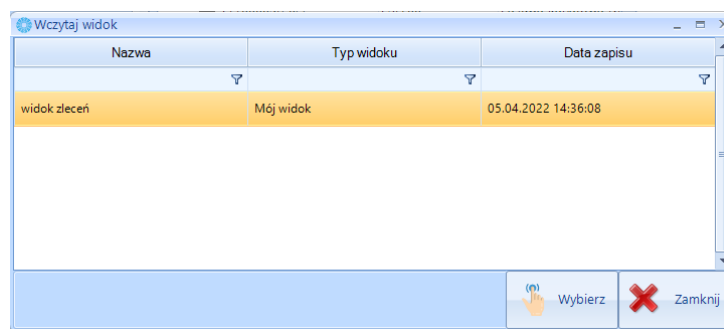 Wczytaj widok
Nazwa Typ widoku Data zapisu
widok zleceń Mój widok 05.04.2022 14:36:08
Wybierz Zamknij